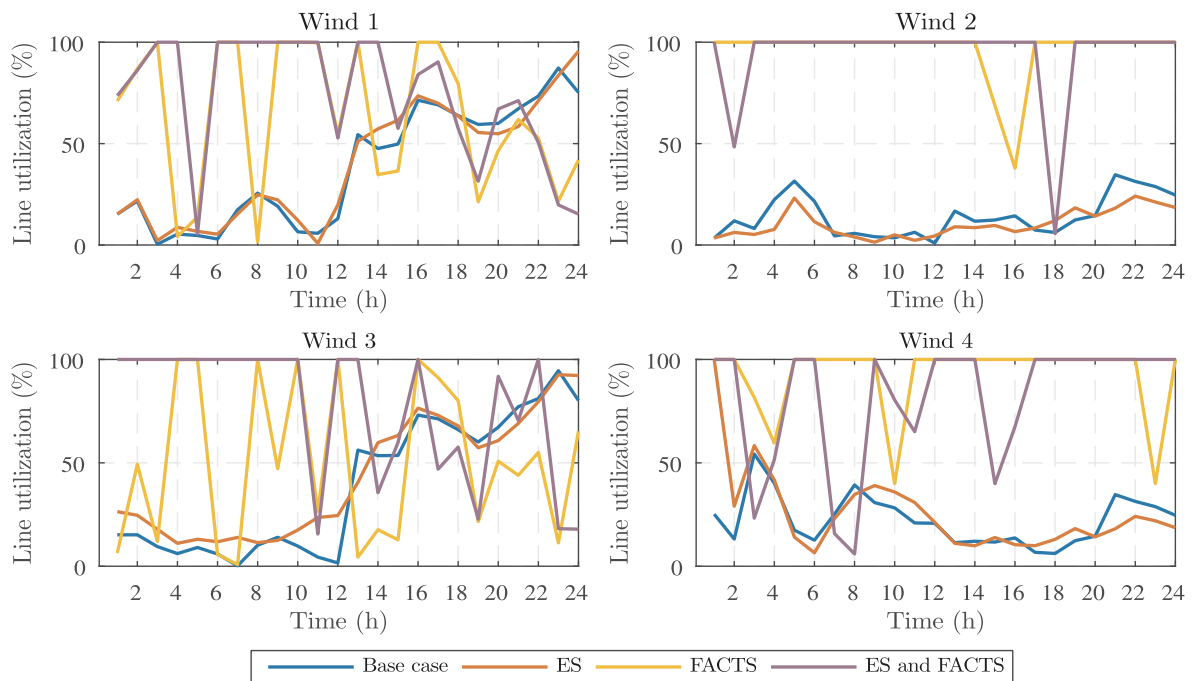 Wind 1
Line utilization (%)
100
50
0
2 4 6 8 10 12 14 16 18 20 22 24
Time (h)
Wind 2
Line utilization (%)
100
50
0
2 4 6 8 10 12 14 16 18 20 22 24
Time (h)
Wind 3
Line utilization (%)
100
50
0
2 4 6 8 10 12 14 16 18 20 22 24
Time (h)
Wind 4
Line utilization (%)
100
50
0
2 4 6 8 10 12 14 16 18 20 22 24
Time (h)
Base case ES FACTS ES and FACTS